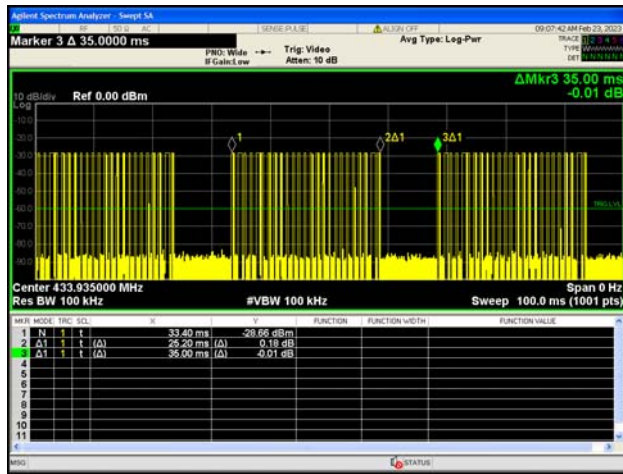 Agilent Spectrum Analyzer - Swept SA
RF 50 Ω AC SENSE:PULSE ALIGN OFF 09:07:42 AM Feb 23, 2023
Marker 3 Δ 35.0000 ms
Avg Type: Log-Pwr
TRACE 1 2 3 4 5 6
PNO: Wide Trig: Video
TYPE
IFGain:Low Atten: 10 dB
DET N N N N N N
ΔMkr3 35.00 ms
-0.01 dB
10 dB/div Ref 0.00 dBm
Log
-10.0
-20.0
1 2Δ1 3Δ1
-30.0
-40.0
-50.0
-60.0
TRIG LVL
-70.0
-80.0
-90.0
Center 433.935000 MHz Span 0 Hz
Res BW 100 kHz #VBW 100 kHz Sweep 100.0 ms (1001 pts)
MKR MODE TRC SCL X Y FUNCTION FUNCTION WIDTH FUNCTION VALUE
1 N 1 t 33.40 ms -28.66 dBm
2 Δ1 1 t (Δ) 25.20 ms (Δ) 0.18 dB
3 Δ1 1 t (Δ) 35.00 ms (Δ) -0.01 dB
4
5
6
7
8
9
10
11
MSG STATUS